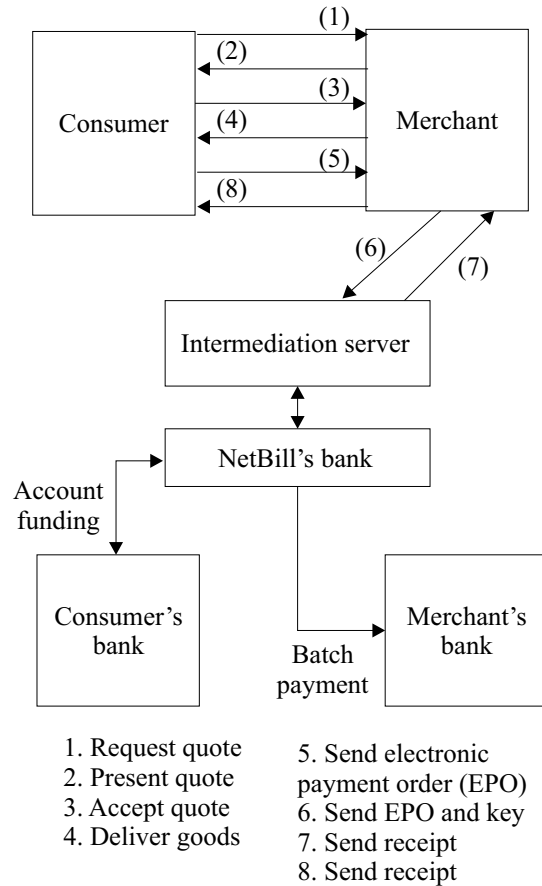 (1)
(2)
(3)
(4)
(5)
(8)
Consumer
Merchant
(6)
(7)
Intermediation server
NetBill’s bank
Account
funding
Consumer’s
bank
Batch
payment
Merchant’s
bank
1. Request quote
2. Present quote
3. Accept quote
4. Deliver goods
5. Send electronic
payment order (EPO)
6. Send EPO and key
7. Send receipt
8. Send receipt